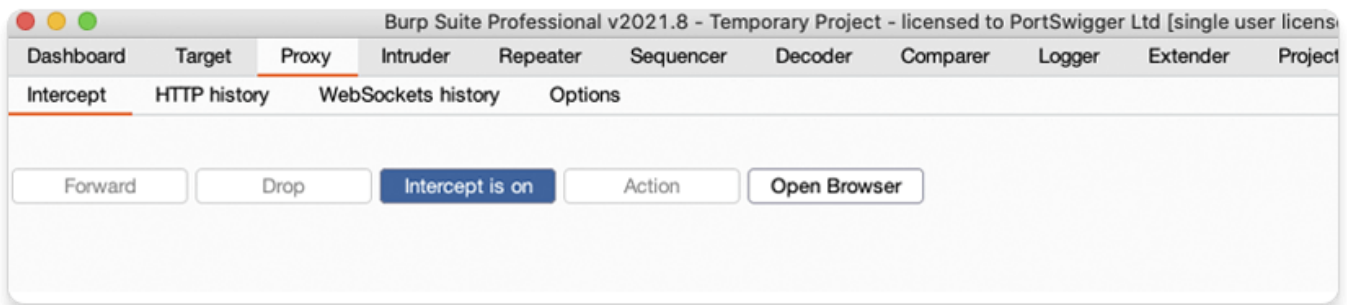 Burp Suite Professional v2021.8 - Temporary Project - licensed to PortSwigger Ltd [single user license
Dashboard Target Proxy Intruder Repeater Sequencer Decoder Comparer Logger Extender Project
Intercept HTTP history WebSockets history Options
Forward Drop Intercept is on Action Open Browser